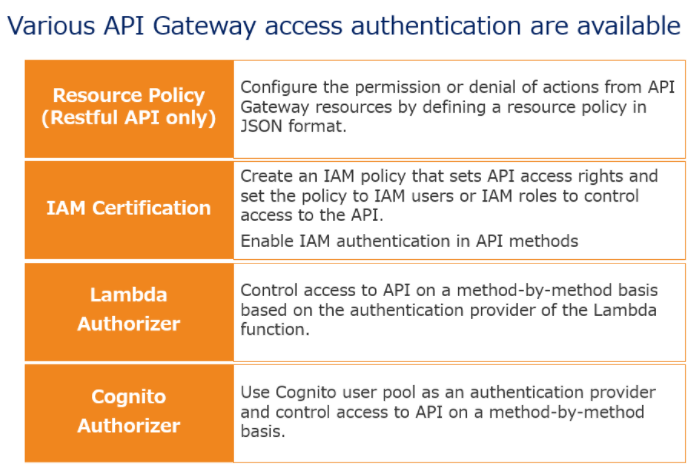 Various API Gateway access authentication are available
Resource Policy
(Restful API only)
Configure the permission or denial of actions from API
Gateway resources by defining a resource policy in
JSON format.
IAM Certification
Create an IAM policy that sets API access rights and
set the policy to IAM users or IAM roles to control
access to the API.
Enable IAM authentication in API methods
Lambda
Authorizer
Control access to API on a method-by-method basis
based on the authentication provider of the Lambda
function.
Cognito
Authorizer
Use Cognito user pool as an authentication provider
and control access to API on a method-by-method
basis.